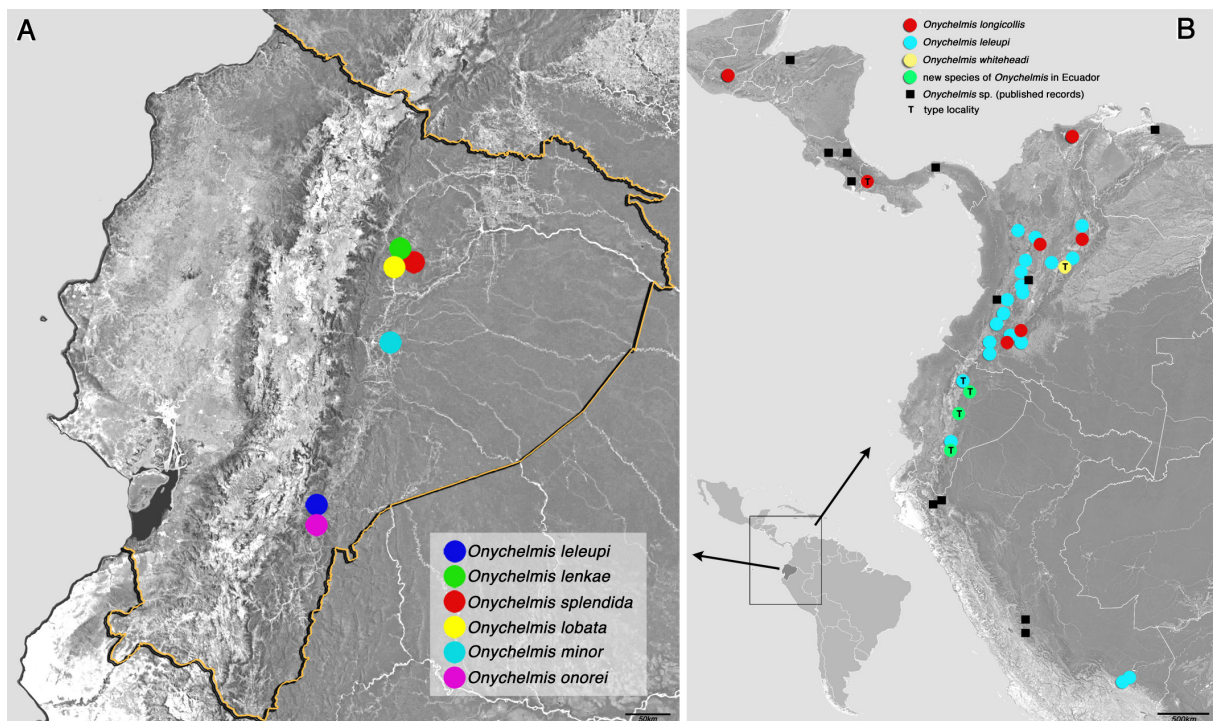 A
Onychelmis leleupi
Onychelmis lenkae
Onychelmis splendida
Onychelmis lobata
Onychelmis minor
Onychelmis onorei
50km
B
Onychelmis longicollis
Onychelmis leleupi
Onychelmis whiteheadi
new species of Onychelmis in Ecuador
Onychelmis sp. (published records)
T type locality
T
T
T
T
T
T
500km